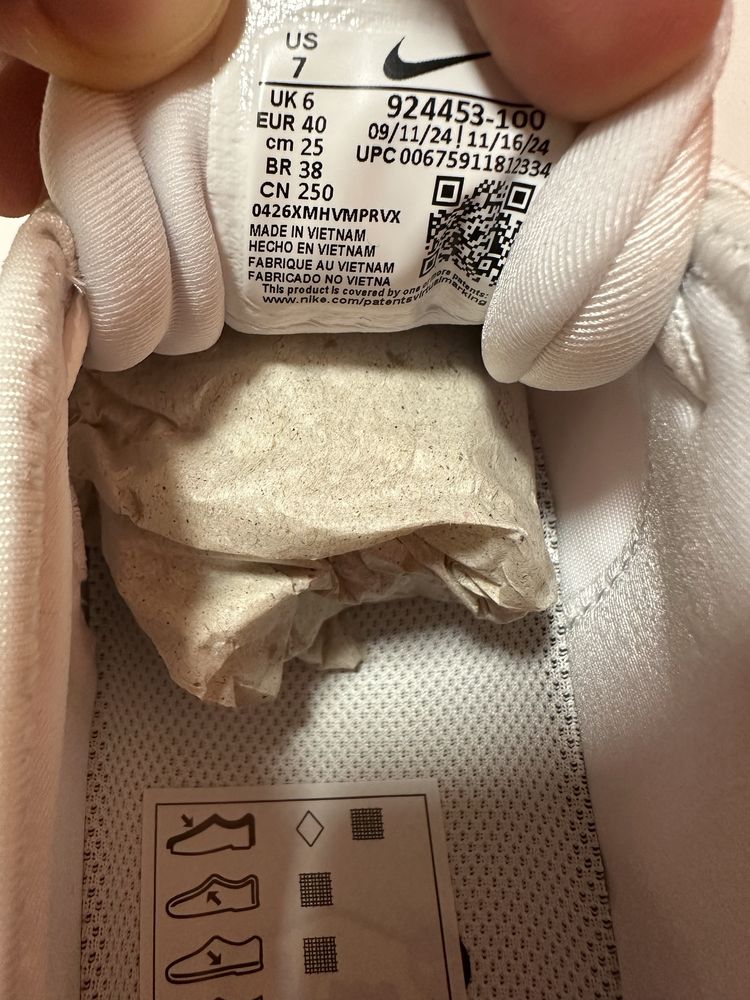 US
7
UK 6
EUR 40
cm 25
BR 38
CN 250
924453-100
09/11/24 | 11/16/24
UPC 00675911812334
0426XMHVMPRVX
MADE IN VIETNAM
HECHO EN VIETNAM
FABRIQUE AU VIETNAM
FABRICADO NO VIETNA
This product is covered by one or more patents:
www.nike.com/patentsvirtualmarking